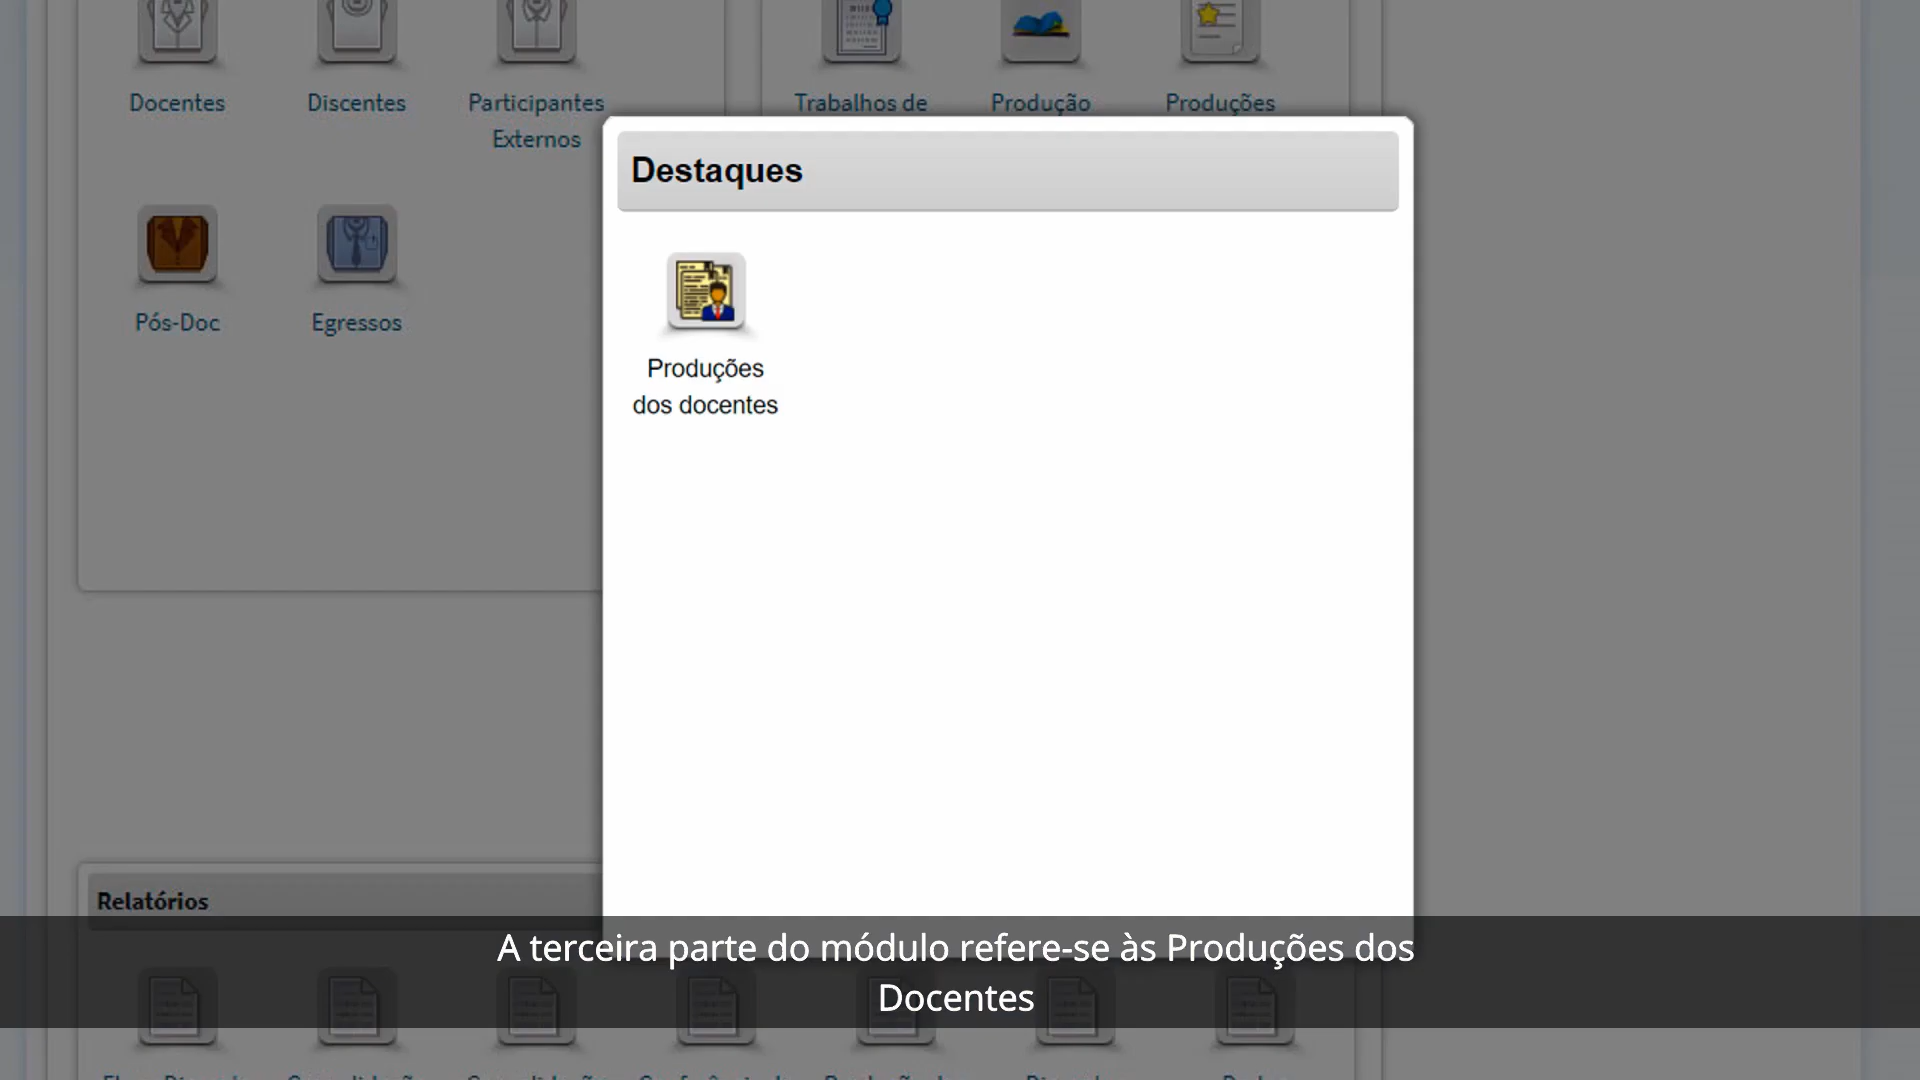 Docentes
Discentes
Participantes
Externos
Trabalhos de
Produção
Produções
Pós-Doc
Egressos
Destaques
Produções
dos docentes
Relatórios
A terceira parte do módulo refere-se às Produções dos
Docentes